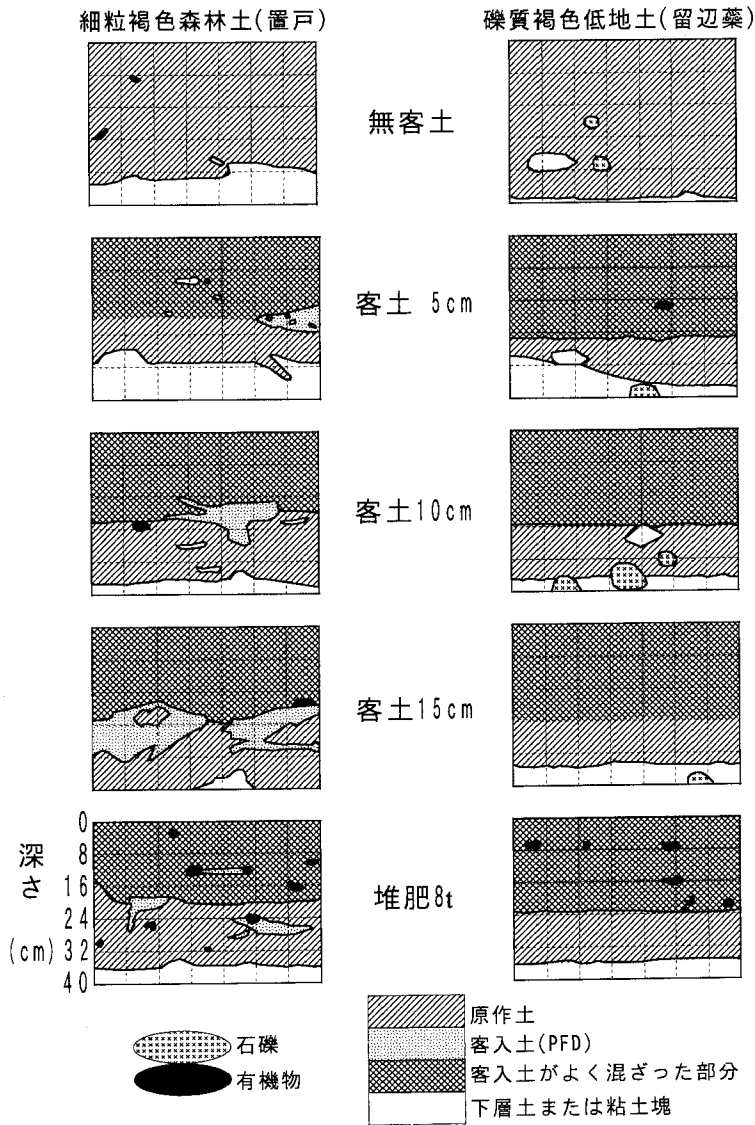 細粒褐色森林土(置戸)
礫質褐色低地土(留辺蘂)
無客土
客土 5cm
客土10cm
客土15cm
堆肥8t
深さ
(cm)
0
8
16
24
32
40
石礫
有機物
原作土
客入土(PFD)
客入土がよく混ざった部分
下層土または粘土塊